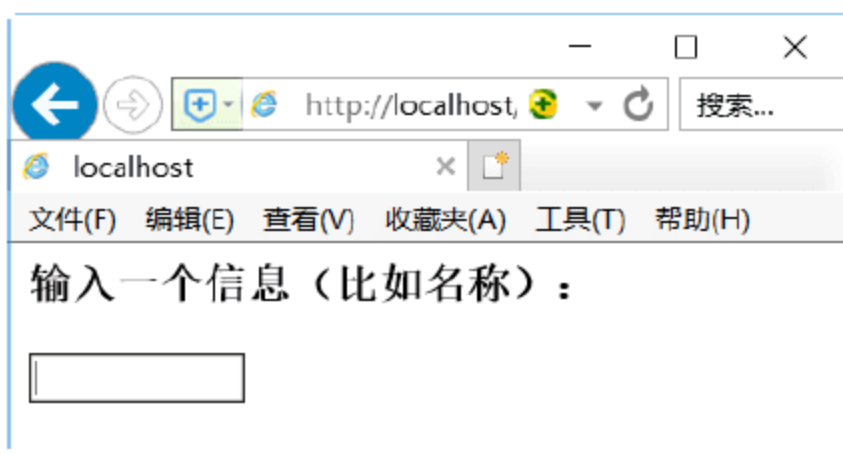 http://localhost,
搜索...
localhost
文件(F) 编辑(E) 查看(V) 收藏夹(A) 工具(T) 帮助(H)
输入一个信息（比如名称）：